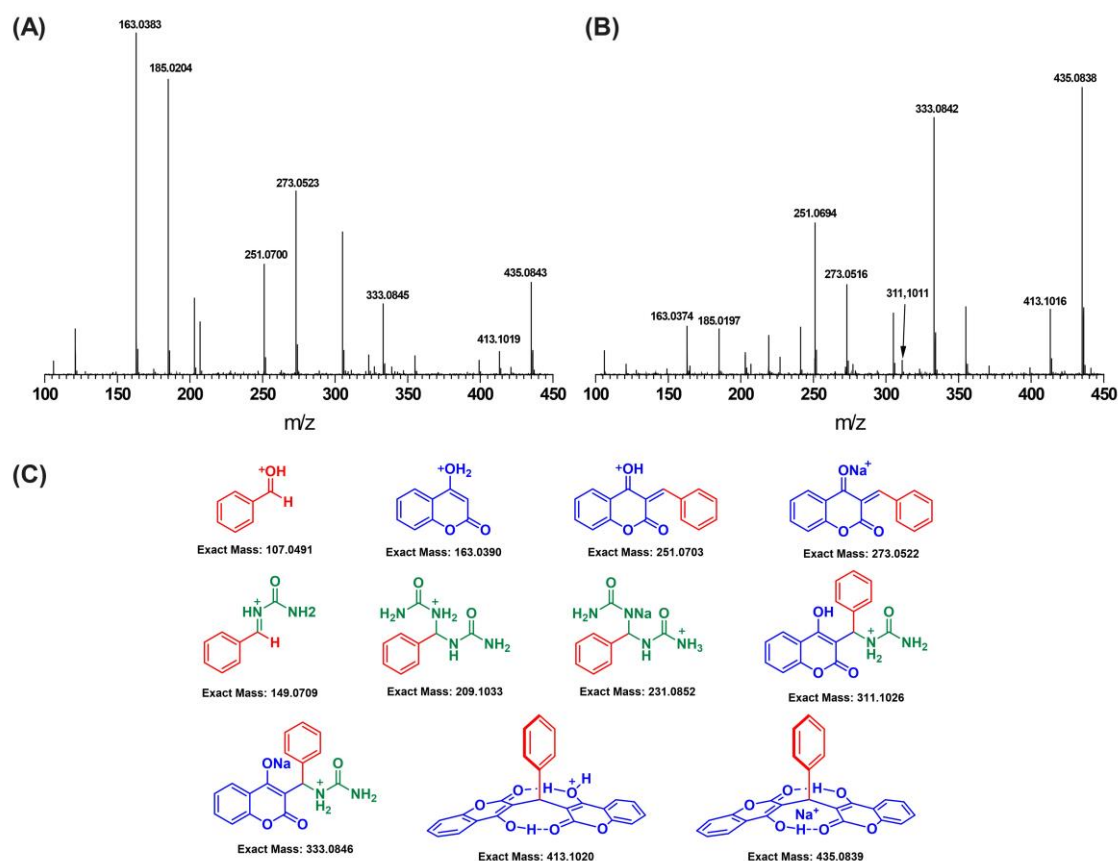 (A)
163.0383
185.0204
273.0523
251.0700
333.0845
413.1019
435.0843
100 150 200 250 300 350 400 450
m/z
(B)
435.0838
333.0842
251.0694
273.0516
311,1011
163.0374
185.0197
413.1016
100 150 200 250 300 350 400 450
m/z
(C)
+OH
H
Exact Mass: 107.0491
+OH2
O
O
Exact Mass: 163.0390
+OH
O
O
Exact Mass: 251.0703
ONa+
O
O
Exact Mass: 273.0522
O
HN+
NH2
H
Exact Mass: 149.0709
O
H2N
+NH2
O
N
H
NH2
Exact Mass: 209.1033
O
H2N
NNa
O
N
H
NH3+
Exact Mass: 231.0852
OH
O
O
O
+N
H2
NH2
Exact Mass: 311.1026
ONa
O
O
O
+N
H2
NH2
Exact Mass: 333.0846
O
O--H
+O
H
O
O-H--O
Exact Mass: 413.1020
O
O--H-O
Na+
O
O-H--O
Exact Mass: 435.0839